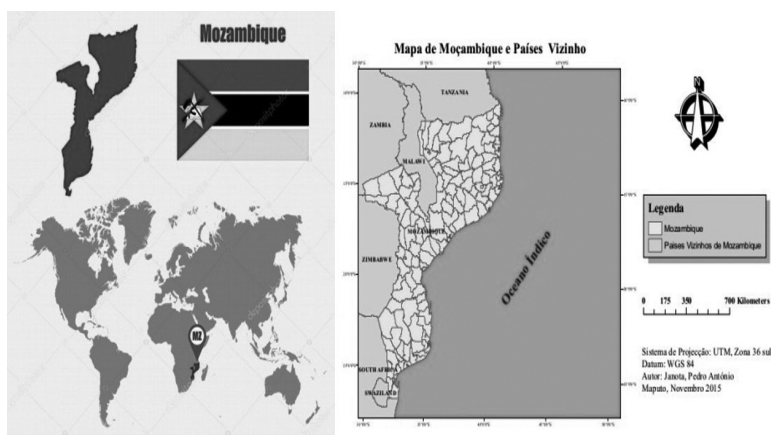 Mozambique
MZ
Mapa de Moçambique e Países Vizinho
TANZANIA
ZAMBIA
MALAWI
MOZAMBIQUE
ZIMBABWE
SOUTH AFRICA
SWAZILAND
Oceano Índico
N
Legenda
Mozambique
Paises Vizinhos de Mozambique
0 175 350 700 Kilometers
Sistema de Projecção: UTM, Zona 36 sul
Datum: WGS 84
Autor: Janota, Pedro António
Maputo, Novembro 2015